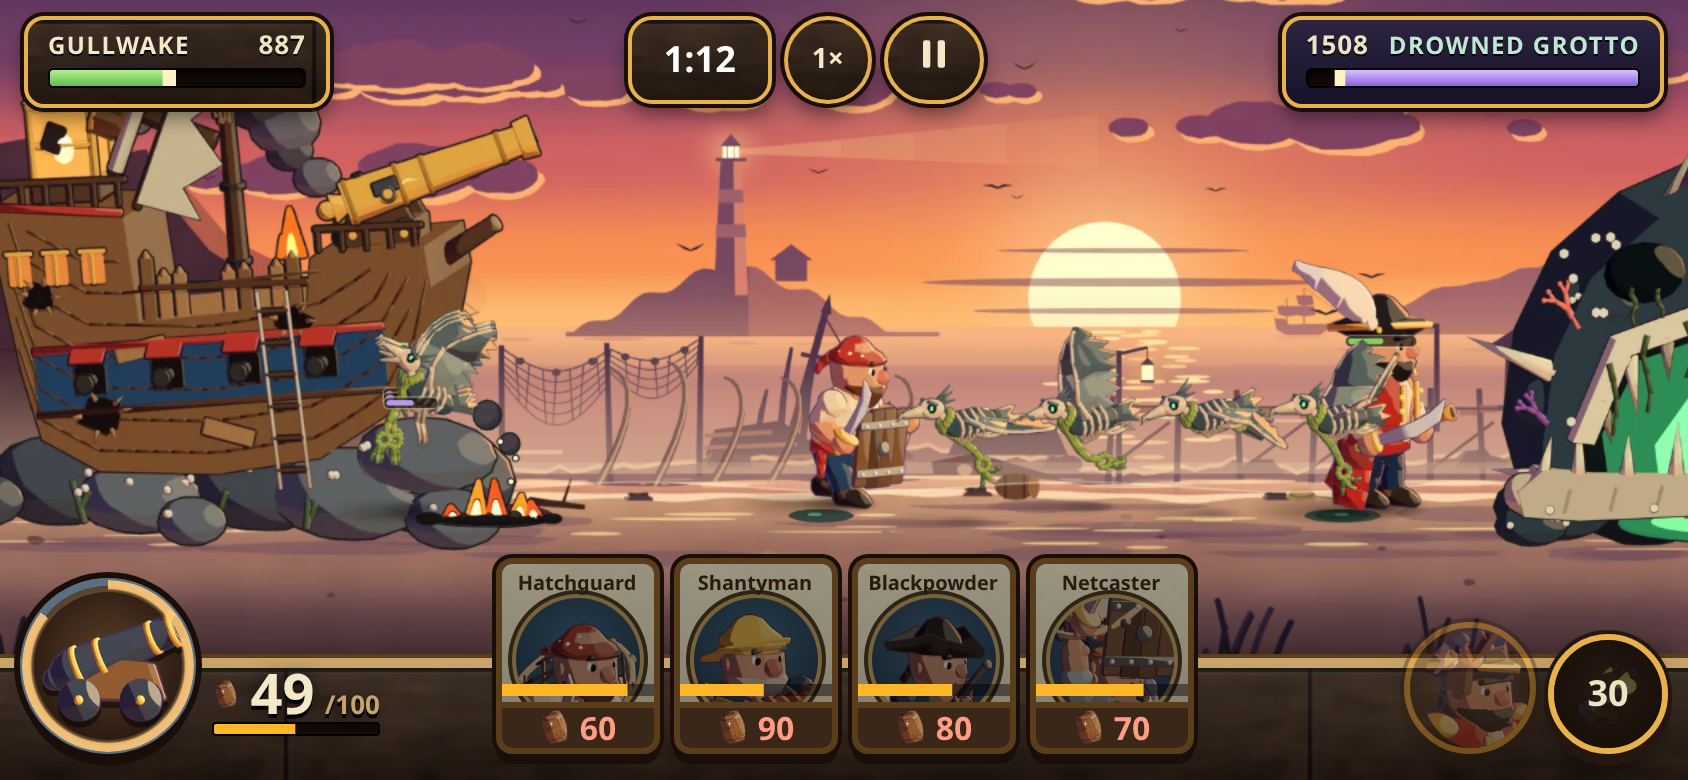 GULLWAKE 887
1:12
1×
1508 DROWNED GROTTO
Hatchguard
Shantyman
Blackpowder
Netcaster
49 /100
60
90
80
70
30